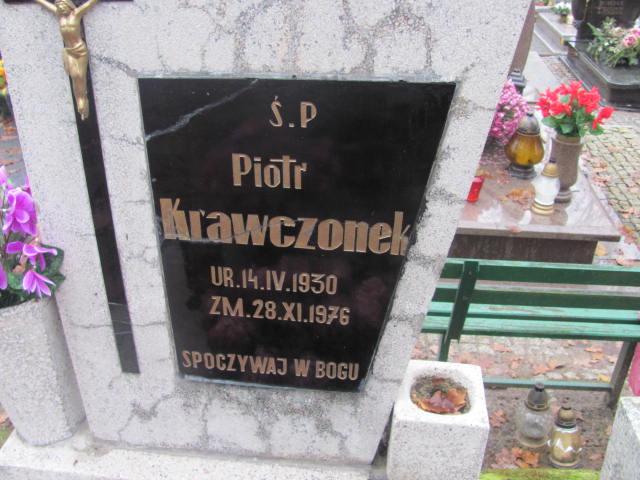 Ś.P
Piotr
Krawczonek
UR.14.IV.1930
ZM.28.XI.1976
SPOCZYWAJ W BOGU